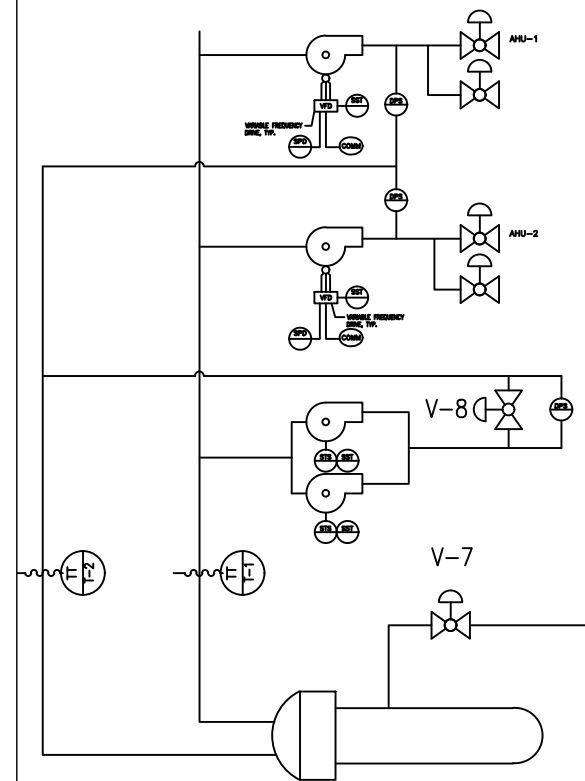 AHU-1
DPS
VFD
SST
VARIABLE FREQUENCY
DRIVE, TYP.
SPD
COMM
DPS
AHU-2
VFD
SST
VARIABLE FREQUENCY
DRIVE, TYP.
SPD
COMM
V-8
DPS
STS
SST
STS
SST
TT
T-2
TT
T-1
V-7